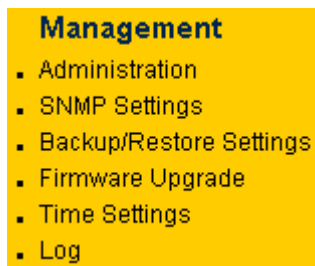 Management
Administration
SNMP Settings
Backup/Restore Settings
Firmware Upgrade
Time Settings
Log